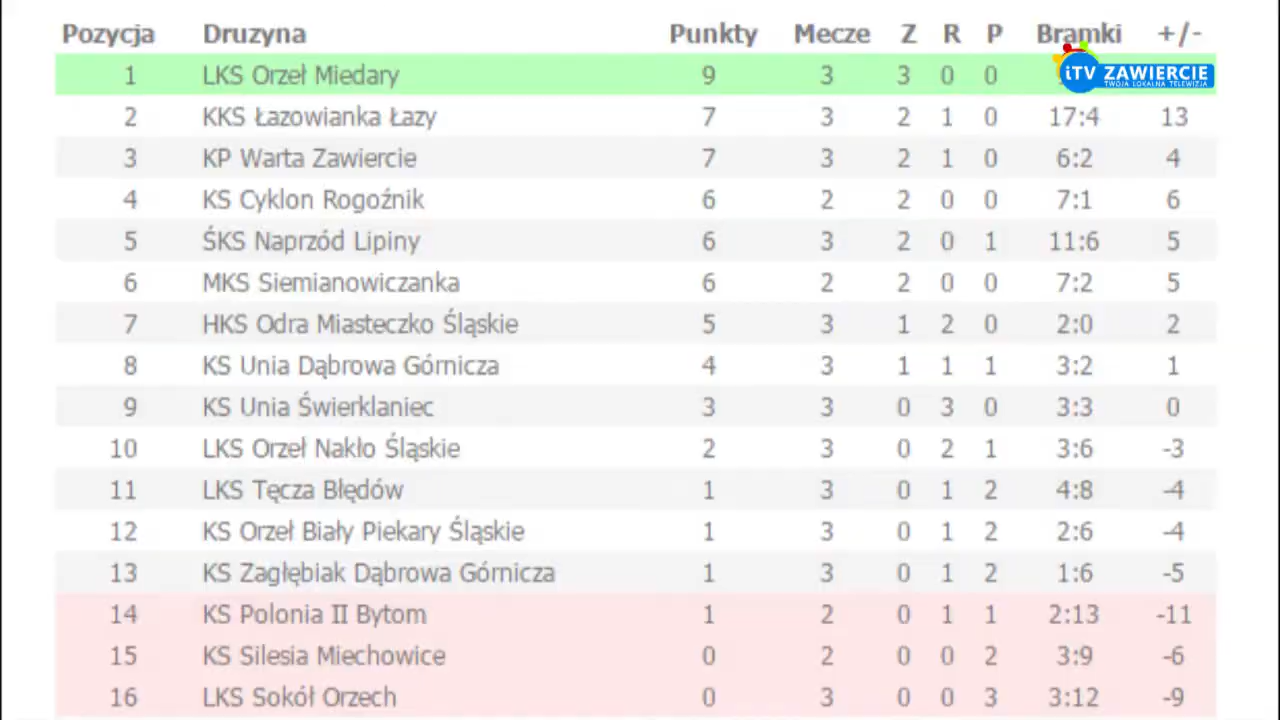 Pozycja Druzyna Punkty Mecze Z R P Bramki +/-
1 LKS Orzeł Miedary 9 3 3 0 0
iTV ZAWIERCIE
TWOJA LOKALNA TELEWIZJA
2 KKS Łazowianka Łazy 7 3 2 1 0 17:4 13
3 KP Warta Zawiercie 7 3 2 1 0 6:2 4
4 KS Cyklon Rogoźnik 6 2 2 0 0 7:1 6
5 ŚKS Naprzód Lipiny 6 3 2 0 1 11:6 5
6 MKS Siemianowiczanka 6 2 2 0 0 7:2 5
7 HKS Odra Miasteczko Śląskie 5 3 1 2 0 2:0 2
8 KS Unia Dąbrowa Górnicza 4 3 1 1 1 3:2 1
9 KS Unia Świerklaniec 3 3 0 3 0 3:3 0
10 LKS Orzeł Nakło Śląskie 2 3 0 2 1 3:6 -3
11 LKS Tęcza Błędów 1 3 0 1 2 4:8 -4
12 KS Orzeł Biały Piekary Śląskie 1 3 0 1 2 2:6 -4
13 KS Zagłębiak Dąbrowa Górnicza 1 3 0 1 2 1:6 -5
14 KS Polonia II Bytom 1 2 0 1 1 2:13 -11
15 KS Silesia Miechowice 0 2 0 0 2 3:9 -6
16 LKS Sokół Orzech 0 3 0 0 3 3:12 -9